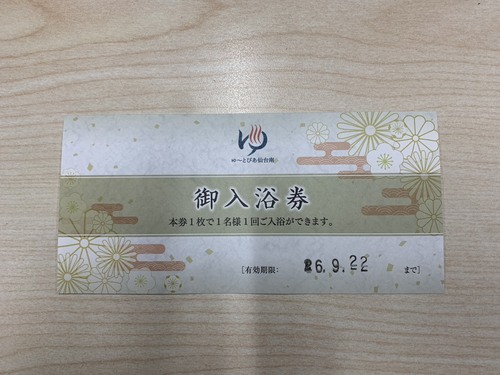 ゆ
ゆ〜とぴあ仙台南
御入浴券
本券1枚で1名様1回ご入浴ができます。
［有効期限： 26.9.22 まで］